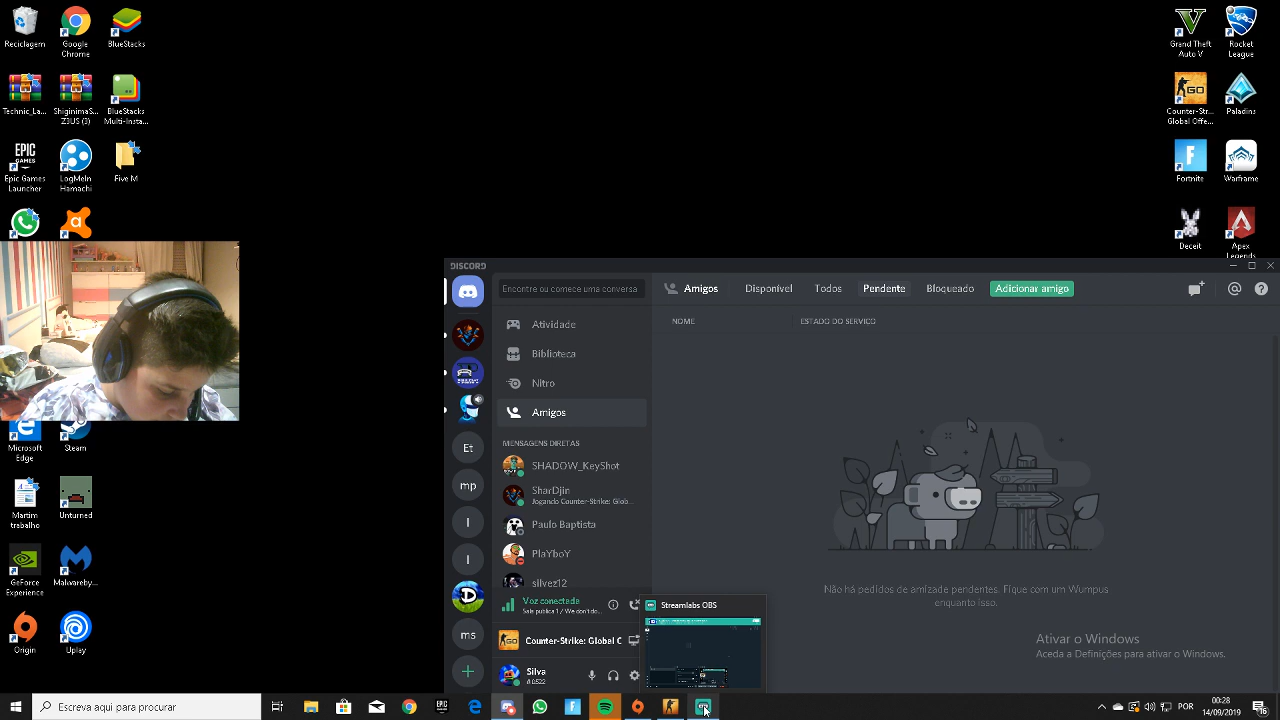 Reciclagem
Google Chrome
BlueStacks
Technic_La...
ShiginimaS... Z3US (3)
BlueStacks Multi-Insta...
EPIC GAMES
Epic Games Launcher
LogMeIn Hamachi
Five M
Microsoft Edge
Steam
Martim trabalho
Unturned
GeForce Experience
Malwareby...
Origin
Uplay
Grand Theft Auto V
Rocket League
GO
Counter-Str... Global Offe...
Paladins
Fortnite
Warframe
Deceit
Apex Legends
DISCORD
Encontre ou comece uma conversa
Amigos
Disponível
Todos
Pendente
Bloqueado
Adicionar amigo
NOME
ESTADO DO SERVIÇO
Atividade
Biblioteca
Nitro
Amigos
MENSAGENS DIRETAS
SHADOW_KeyShot
SharDjin
Jogando Counter-Strike: Glob...
Paulo Baptista
PlaYboY
silvez12
Et
mp
I
I
D
ms
Voz conectada
Sala publica 1 / We don't do...
Counter-Strike: Global C
Silva
#0522
Streamlabs OBS
Não há pedidos de amizade pendentes. Fique com um Wumpus
enquanto isso.
Ativar o Windows
Aceda a Definições para ativar o Windows.
Escreva aqui para procurar
POR
00:28
14/09/2019